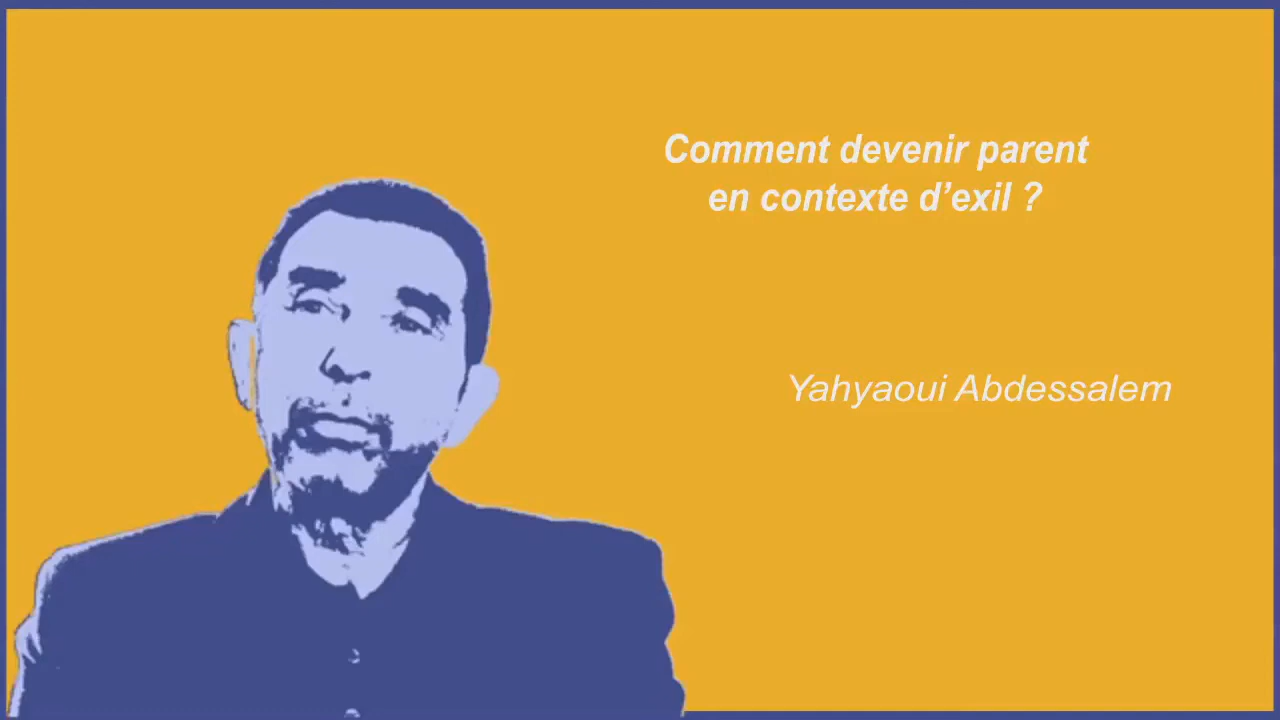 Comment devenir parent
en contexte d’exil ?
Yahyaoui Abdessalem